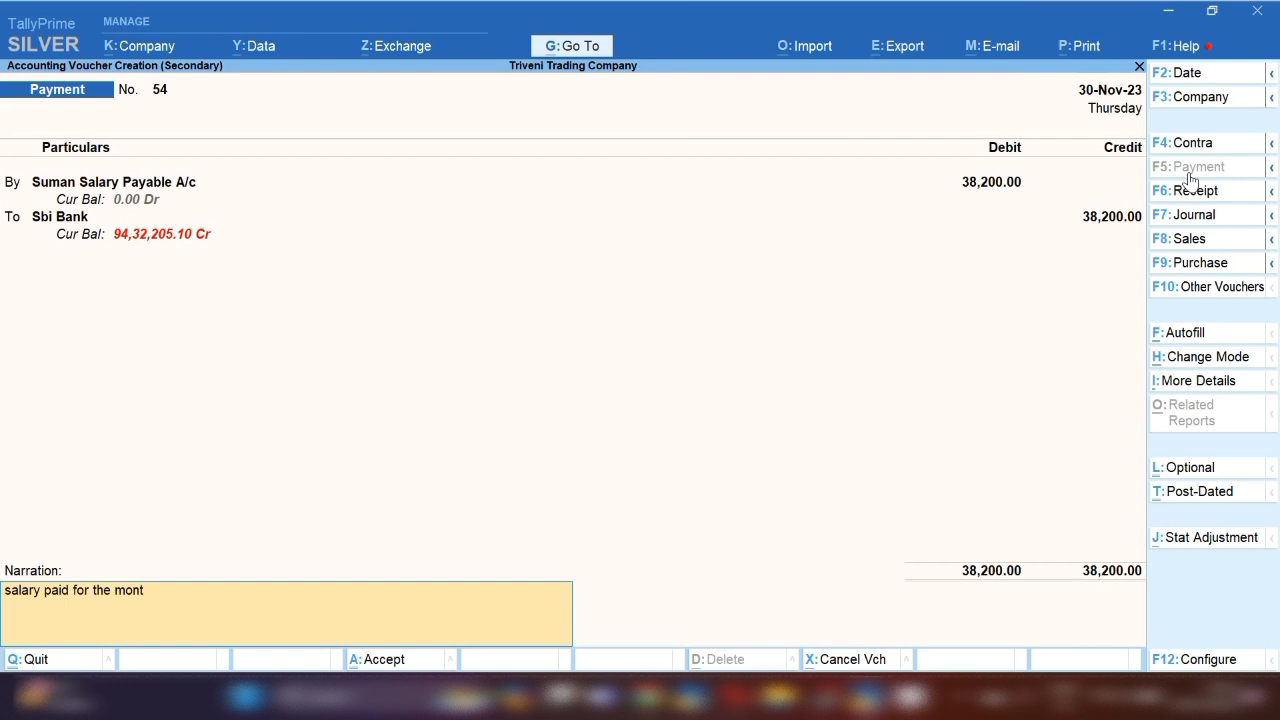 TallyPrime
SILVER
MANAGE
K:Company Y:Data Z:Exchange G:Go To O:Import E:Export M:E-mail P:Print F1:Help
Accounting Voucher Creation (Secondary) Triveni Trading Company
Payment No. 54 30-Nov-23
Thursday
Particulars Debit Credit
By Suman Salary Payable A/c 38,200.00
Cur Bal: 0.00 Dr
To Sbi Bank 38,200.00
Cur Bal: 94,32,205.10 Cr
Narration: 38,200.00 38,200.00
salary paid for the mont
Q:Quit A:Accept D:Delete X:Cancel Vch
F2:Date
F3:Company
F4:Contra
F5:Payment
F6:Receipt
F7:Journal
F8:Sales
F9:Purchase
F10:Other Vouchers
F:Autofill
H:Change Mode
I:More Details
O:Related
Reports
L:Optional
T:Post-Dated
J:Stat Adjustment
F12:Configure